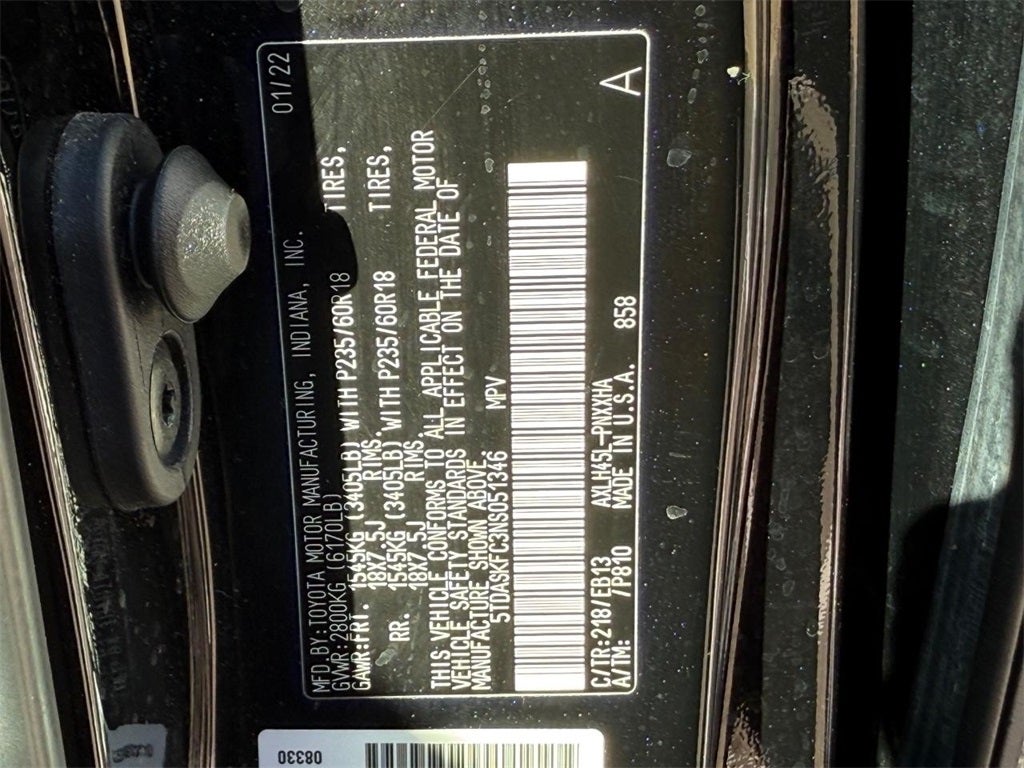 MFD.BY:TOYOTA MOTOR MANUFACTURING, INDIANA, INC. 01/22
GVWR:2800KG (6170LB)
GAWR:FRT. 1545KG (3405LB) WITH P235/60R18 TIRES,
18X7.5J RIMS.
RR. 1545KG (3405LB) WITH P235/60R18 TIRES,
18X7.5J RIMS.
THIS VEHICLE CONFORMS TO ALL APPLICABLE FEDERAL MOTOR
VEHICLE SAFETY STANDARDS IN EFFECT ON THE DATE OF
MANUFACTURE SHOWN ABOVE.
5TDASKFC3NS051346 MPV
C/TR:218/EB13 AXLH45L-PNXXHA
A/TM: /P810 MADE IN U.S.A. 858 A
08330